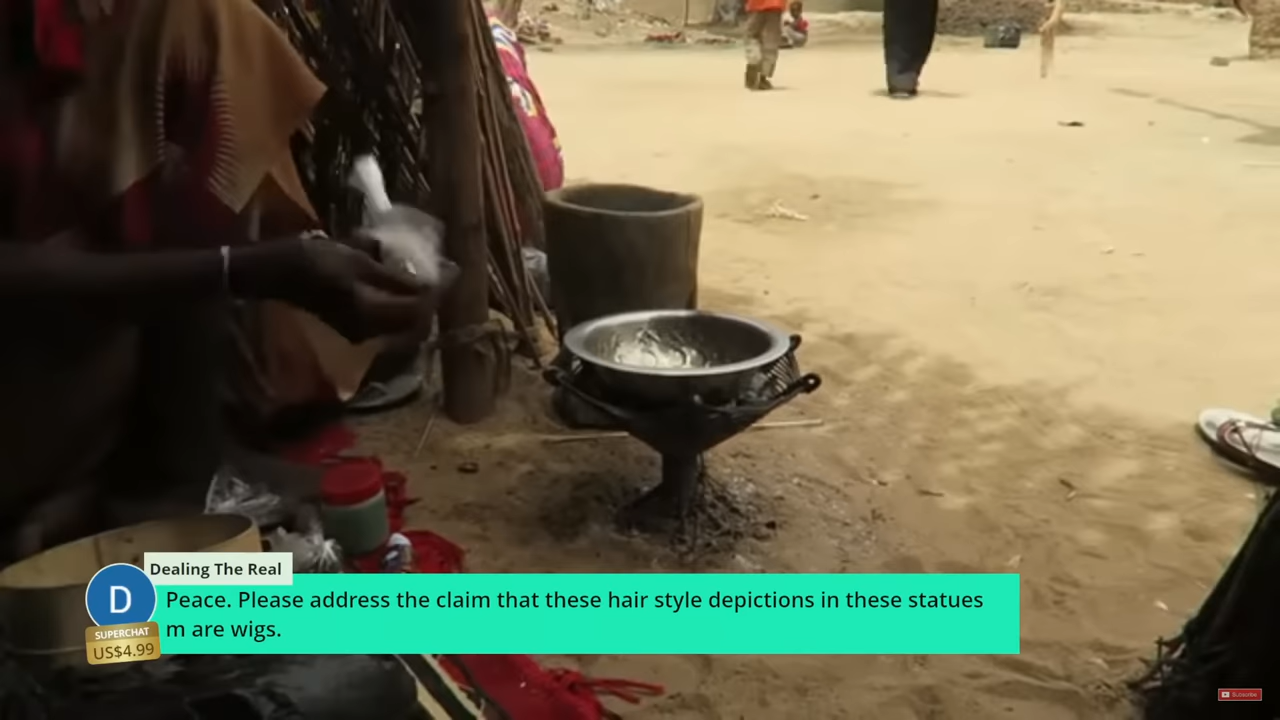 Dealing The Real
D
Peace. Please address the claim that these hair style depictions in these statues
m are wigs.
SUPERCHAT
US$4.99
Subscribe